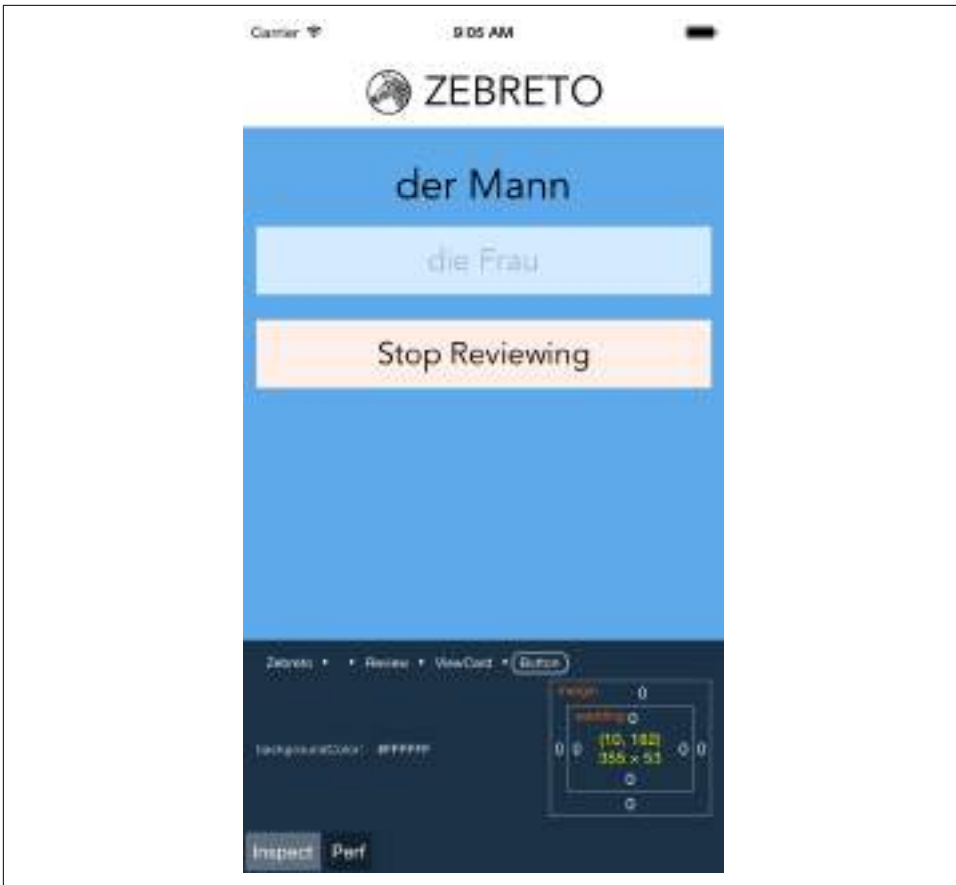 Carrier 9:05 AM
ZEBRETO
der Mann
die Frau
Stop Reviewing
Zebreto Review ViewCard Button
margin 0
padding 0
backgroundColor: #FFFFFF 0 0 (10, 182) 0 0
355 × 53
0
0
Inspect Perf